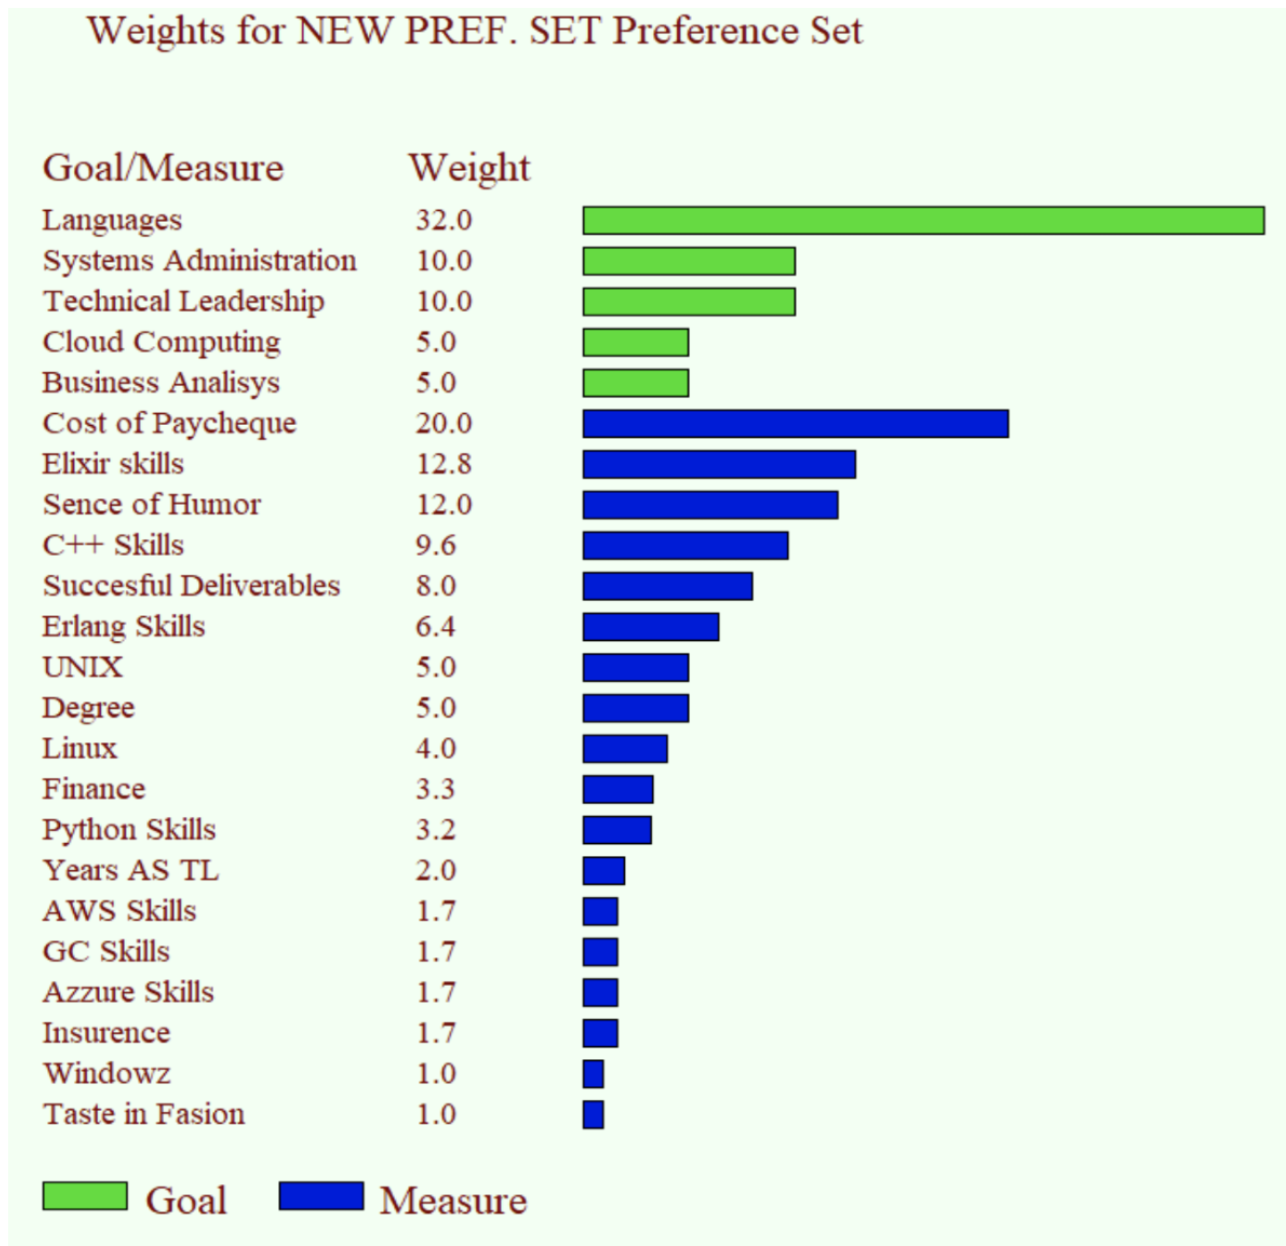 Weights for NEW PREF. SET Preference Set
Goal/Measure Weight
Languages 32.0
Systems Administration 10.0
Technical Leadership 10.0
Cloud Computing 5.0
Business Analisys 5.0
Cost of Paycheque 20.0
Elixir skills 12.8
Sence of Humor 12.0
C++ Skills 9.6
Succesful Deliverables 8.0
Erlang Skills 6.4
UNIX 5.0
Degree 5.0
Linux 4.0
Finance 3.3
Python Skills 3.2
Years AS TL 2.0
AWS Skills 1.7
GC Skills 1.7
Azzure Skills 1.7
Insurence 1.7
Windowz 1.0
Taste in Fasion 1.0
Goal Measure